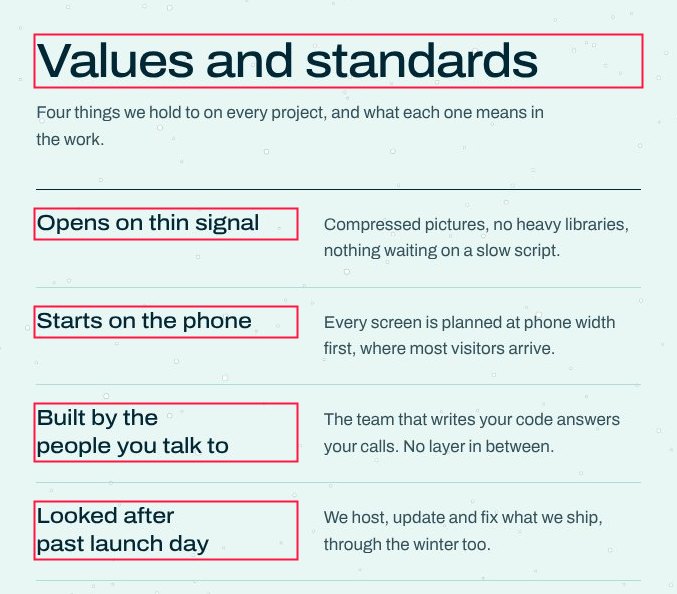 Values and standards
Four things we hold to on every project, and what each one means in
the work.
Opens on thin signal
Compressed pictures, no heavy libraries,
nothing waiting on a slow script.
Starts on the phone
Every screen is planned at phone width
first, where most visitors arrive.
Built by the
people you talk to
The team that writes your code answers
your calls. No layer in between.
Looked after
past launch day
We host, update and fix what we ship,
through the winter too.